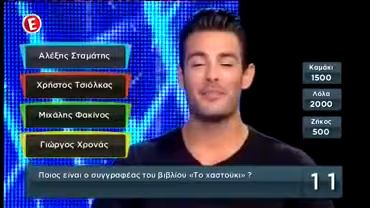 E
Αλέξης Σταμάτης
Χρήστος Τσιόλκας
Μιχάλης Φακίνος
Γιώργος Χρονάς
Καμάκι
1500
Λόλα
2000
Ζήκος
500
Ποιος είναι ο συγγραφέας του βιβλίου «Το χαστούκι» ?
11